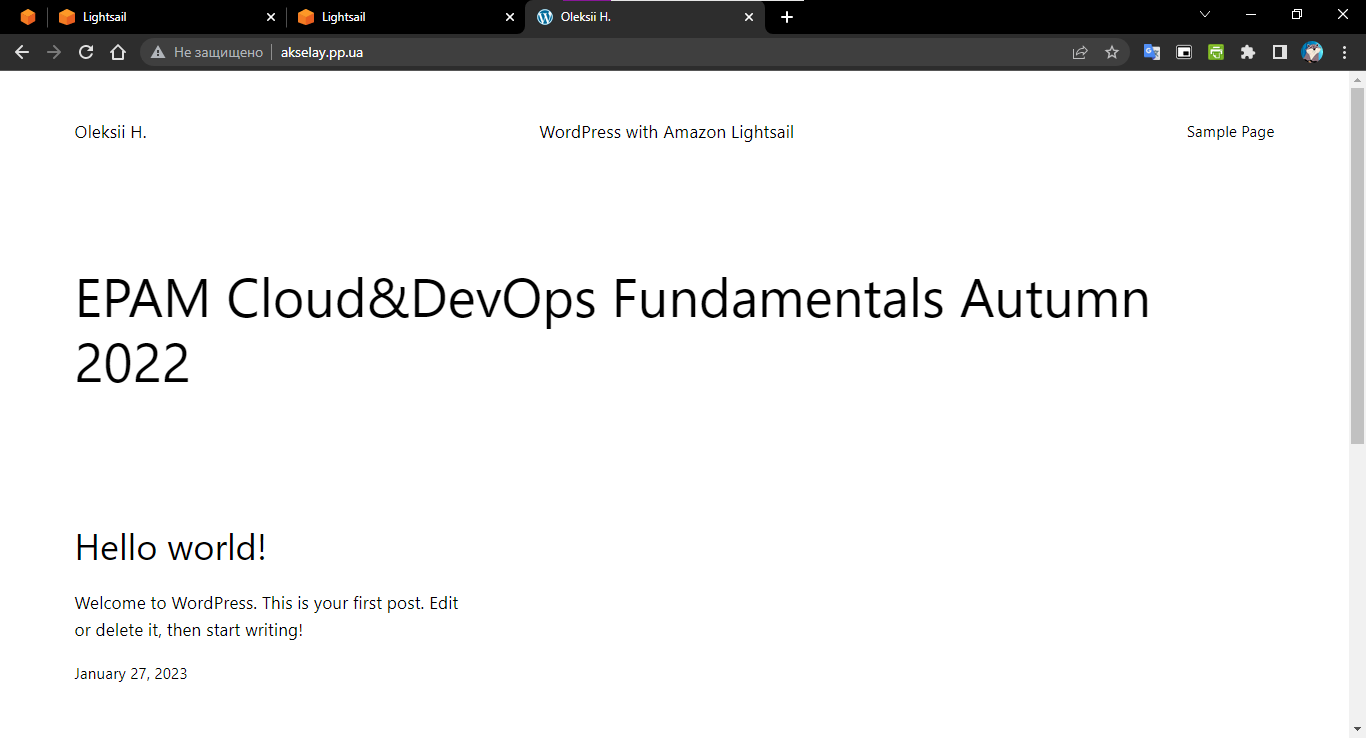 Lightsail
Lightsail
Oleksii H.
Не защищено akselay.pp.ua
Oleksii H.
WordPress with Amazon Lightsail
Sample Page
EPAM Cloud&DevOps Fundamentals Autumn
2022
Hello world!
Welcome to WordPress. This is your first post. Edit
or delete it, then start writing!
January 27, 2023